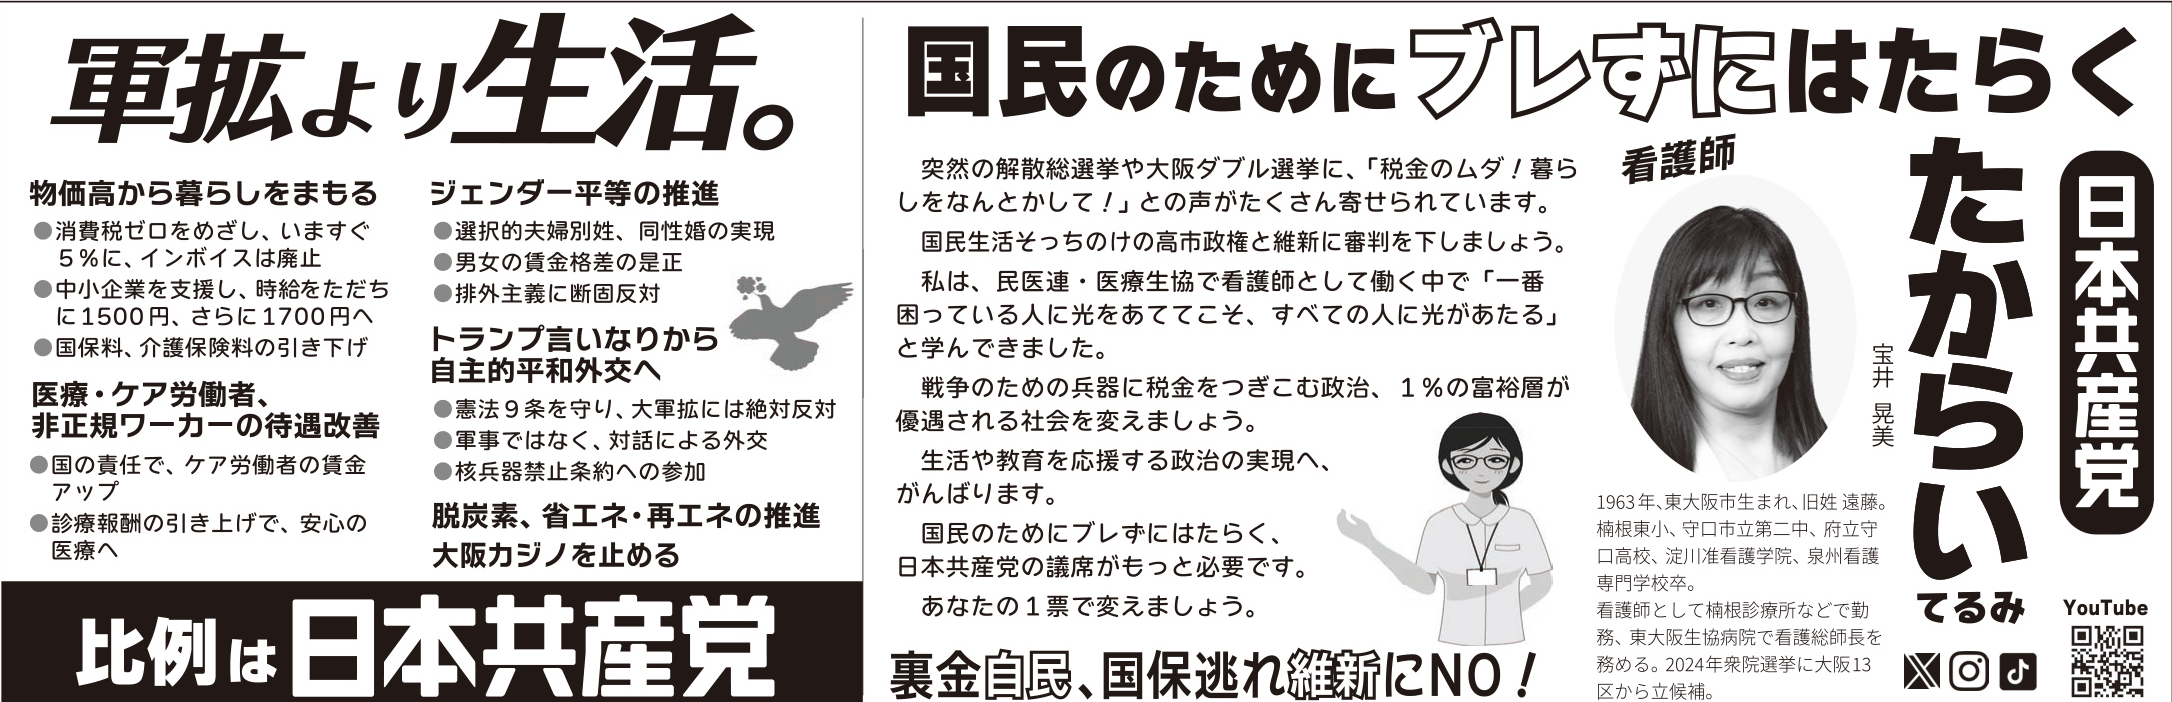 国民のためにブレずにはたらく
日本共産党
たからい
てるみ
宝井 晃美
看護師
突然の解散総選挙や大阪ダブル選挙に、「税金のムダ！暮ら
しをなんとかして！」との声がたくさん寄せられています。
国民生活そっちのけの高市政権と維新に審判を下しましょう。
私は、民医連・医療生協で看護師として働く中で「一番
困っている人に光をあててこそ、すべての人に光があたる」
と学んできました。
戦争のための兵器に税金をつぎこむ政治、１％の富裕層が
優遇される社会を変えましょう。
生活や教育を応援する政治の実現へ、
がんばります。
国民のためにブレずにはたらく、
日本共産党の議席がもっと必要です。
あなたの１票で変えましょう。
裏金自民、国保逃れ維新にNO！
1963年、東大阪市生まれ、旧姓 遠藤。
楠根東小、守口市立第二中、府立守
口高校、淀川准看護学院、泉州看護
専門学校卒。
看護師として楠根診療所などで勤
務、東大阪生協病院で看護総師長を
務める。2024年衆院選挙に大阪13
区から立候補。
YouTube
軍拡より生活。
物価高から暮らしをまもる
●消費税ゼロをめざし、いますぐ
５％に、インボイスは廃止
●中小企業を支援し、時給をただち
に1500円、さらに1700円へ
●国保料、介護保険料の引き下げ
医療・ケア労働者、
非正規ワーカーの待遇改善
●国の責任で、ケア労働者の賃金
アップ
●診療報酬の引き上げで、安心の
医療へ
ジェンダー平等の推進
●選択的夫婦別姓、同性婚の実現
●男女の賃金格差の是正
●排外主義に断固反対
トランプ言いなりから
自主的平和外交へ
●憲法９条を守り、大軍拡には絶対反対
●軍事ではなく、対話による外交
●核兵器禁止条約への参加
脱炭素、省エネ・再エネの推進
大阪カジノを止める
比例は日本共産党